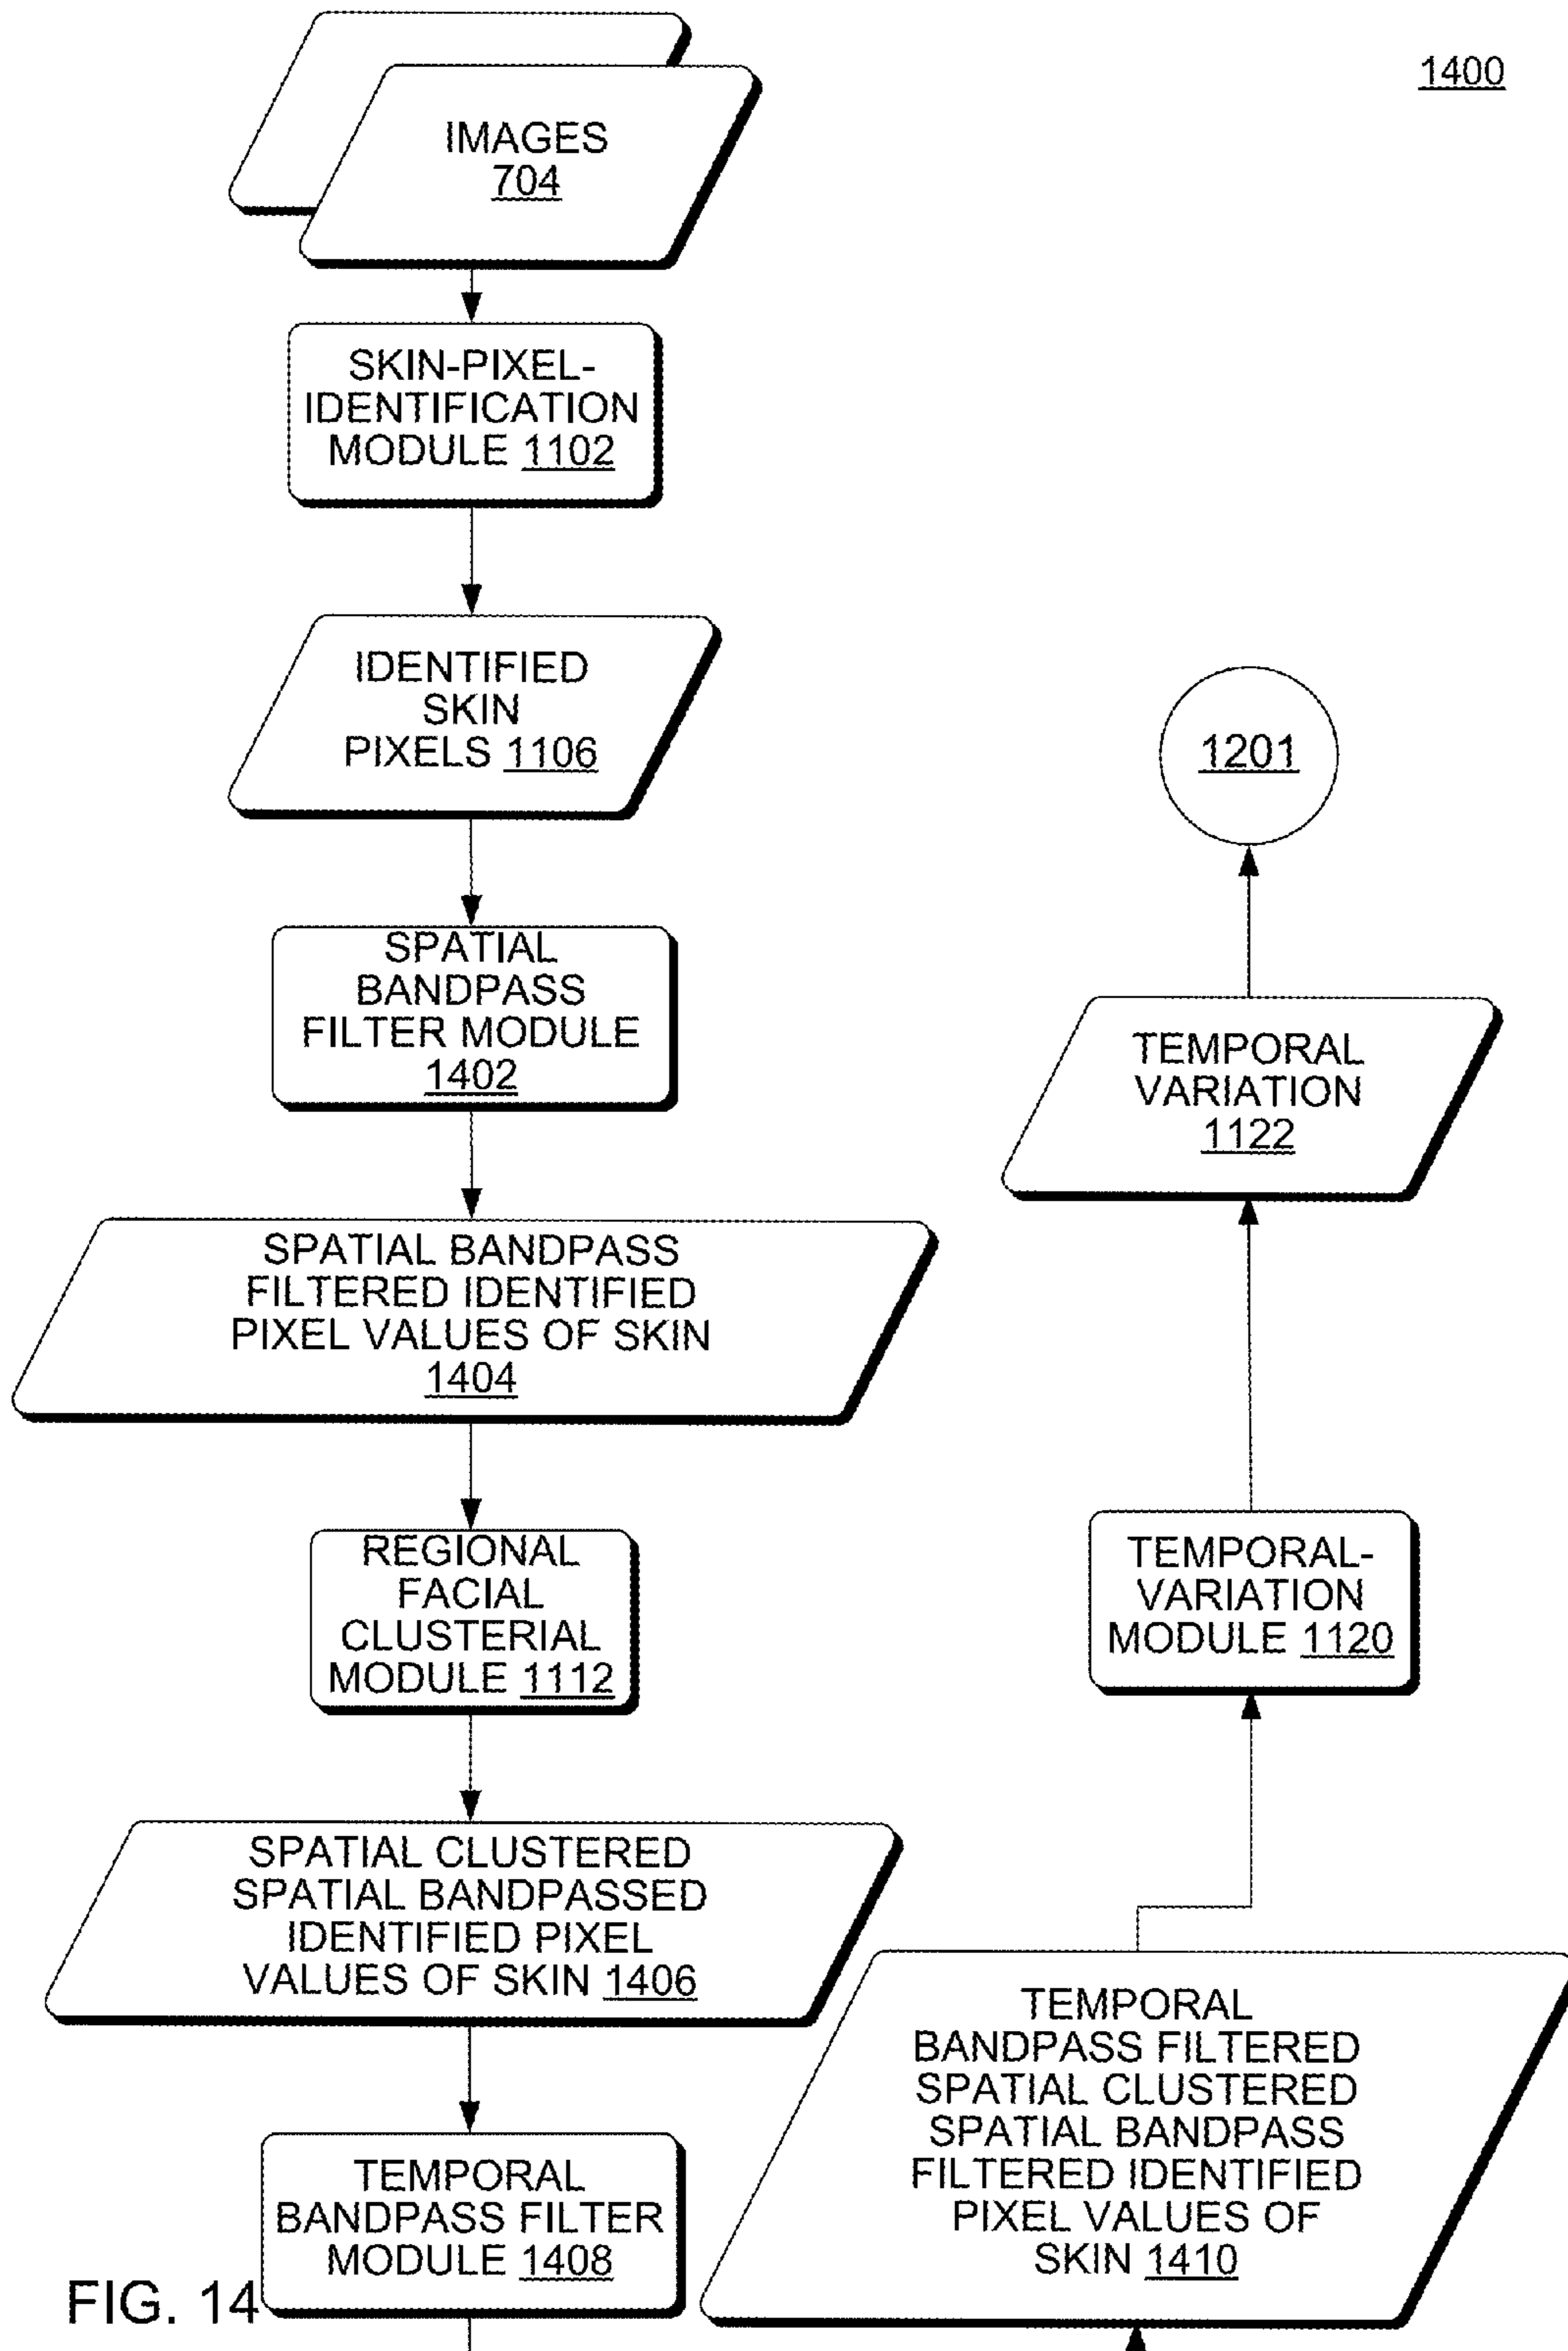 1400
IMAGES
704
SKIN-PIXEL-
IDENTIFICATION
MODULE 1102
IDENTIFIED
SKIN
PIXELS 1106
SPATIAL
BANDPASS
FILTER MODULE
1402
SPATIAL BANDPASS
FILTERED IDENTIFIED
PIXEL VALUES OF SKIN
1404
REGIONAL
FACIAL
CLUSTERIAL
MODULE 1112
SPATIAL CLUSTERED
SPATIAL BANDPASSED
IDENTIFIED PIXEL
VALUES OF SKIN 1406
TEMPORAL
BANDPASS FILTER
MODULE 1408
TEMPORAL
BANDPASS FILTERED
SPATIAL CLUSTERED
SPATIAL BANDPASS
FILTERED IDENTIFIED
PIXEL VALUES OF
SKIN 1410
TEMPORAL-
VARIATION
MODULE 1120
TEMPORAL
VARIATION
1122
1201
FIG. 14